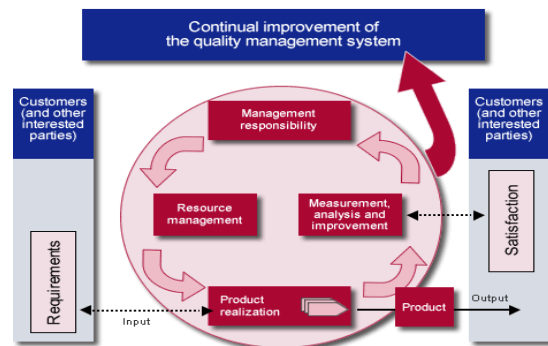 Continual improvement of
the quality management system
Customers
(and other
interested
parties)
Customers
(and other
interested
parties)
Management
responsibility
Resource
management
Measurement,
analysis and
improvement
Satisfaction
Requirements
Product
realization
Product
Input
Output